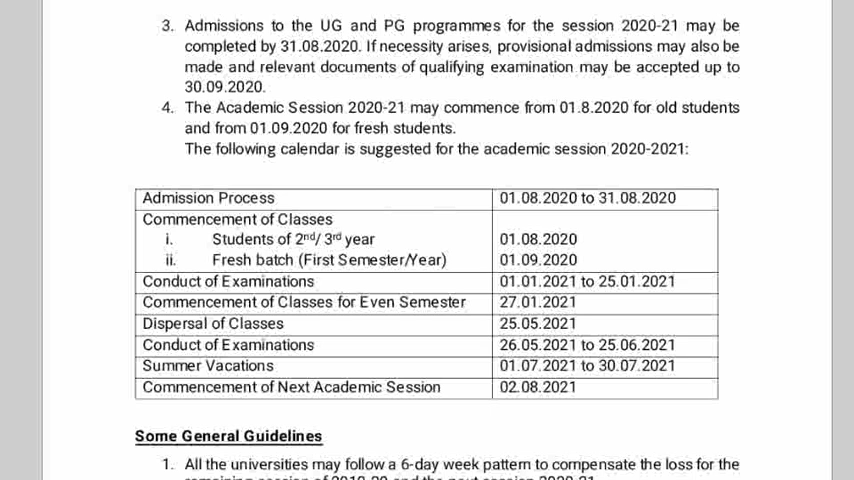 3. Admissions to the UG and PG programmes for the session 2020-21 may be
completed by 31.08.2020. If necessity arises, provisional admissions may also be
made and relevant documents of qualifying examination may be accepted up to
30.09.2020.
4. The Academic Session 2020-21 may commence from 01.8.2020 for old students
and from 01.09.2020 for fresh students.
The following calendar is suggested for the academic session 2020-2021:
Admission Process 01.08.2020 to 31.08.2020
Commencement of Classes
i. Students of 2nd/ 3rd year 01.08.2020
ii. Fresh batch (First Semester/Year) 01.09.2020
Conduct of Examinations 01.01.2021 to 25.01.2021
Commencement of Classes for Even Semester 27.01.2021
Dispersal of Classes 25.05.2021
Conduct of Examinations 26.05.2021 to 25.06.2021
Summer Vacations 01.07.2021 to 30.07.2021
Commencement of Next Academic Session 02.08.2021
Some General Guidelines
1. All the universities may follow a 6-day week pattern to compensate the loss for the